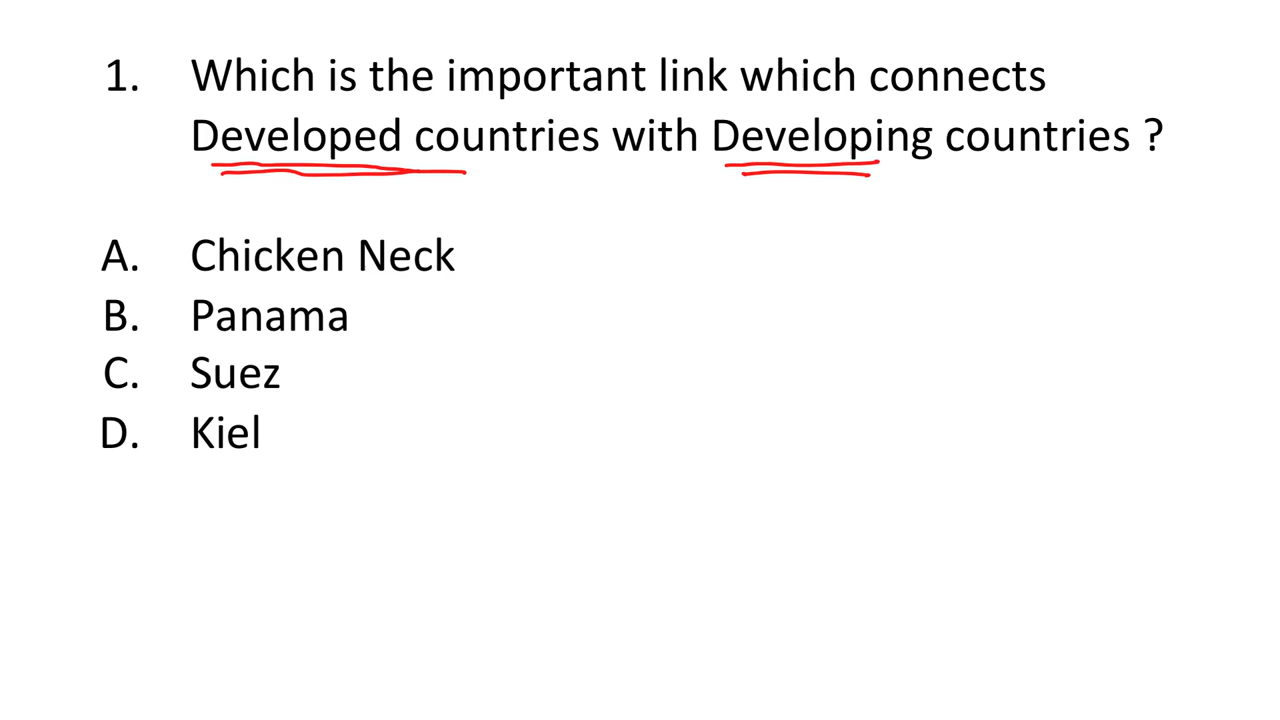 1. Which is the important link which connects
Developed countries with Developing countries ?
A. Chicken Neck
B. Panama
C. Suez
D. Kiel